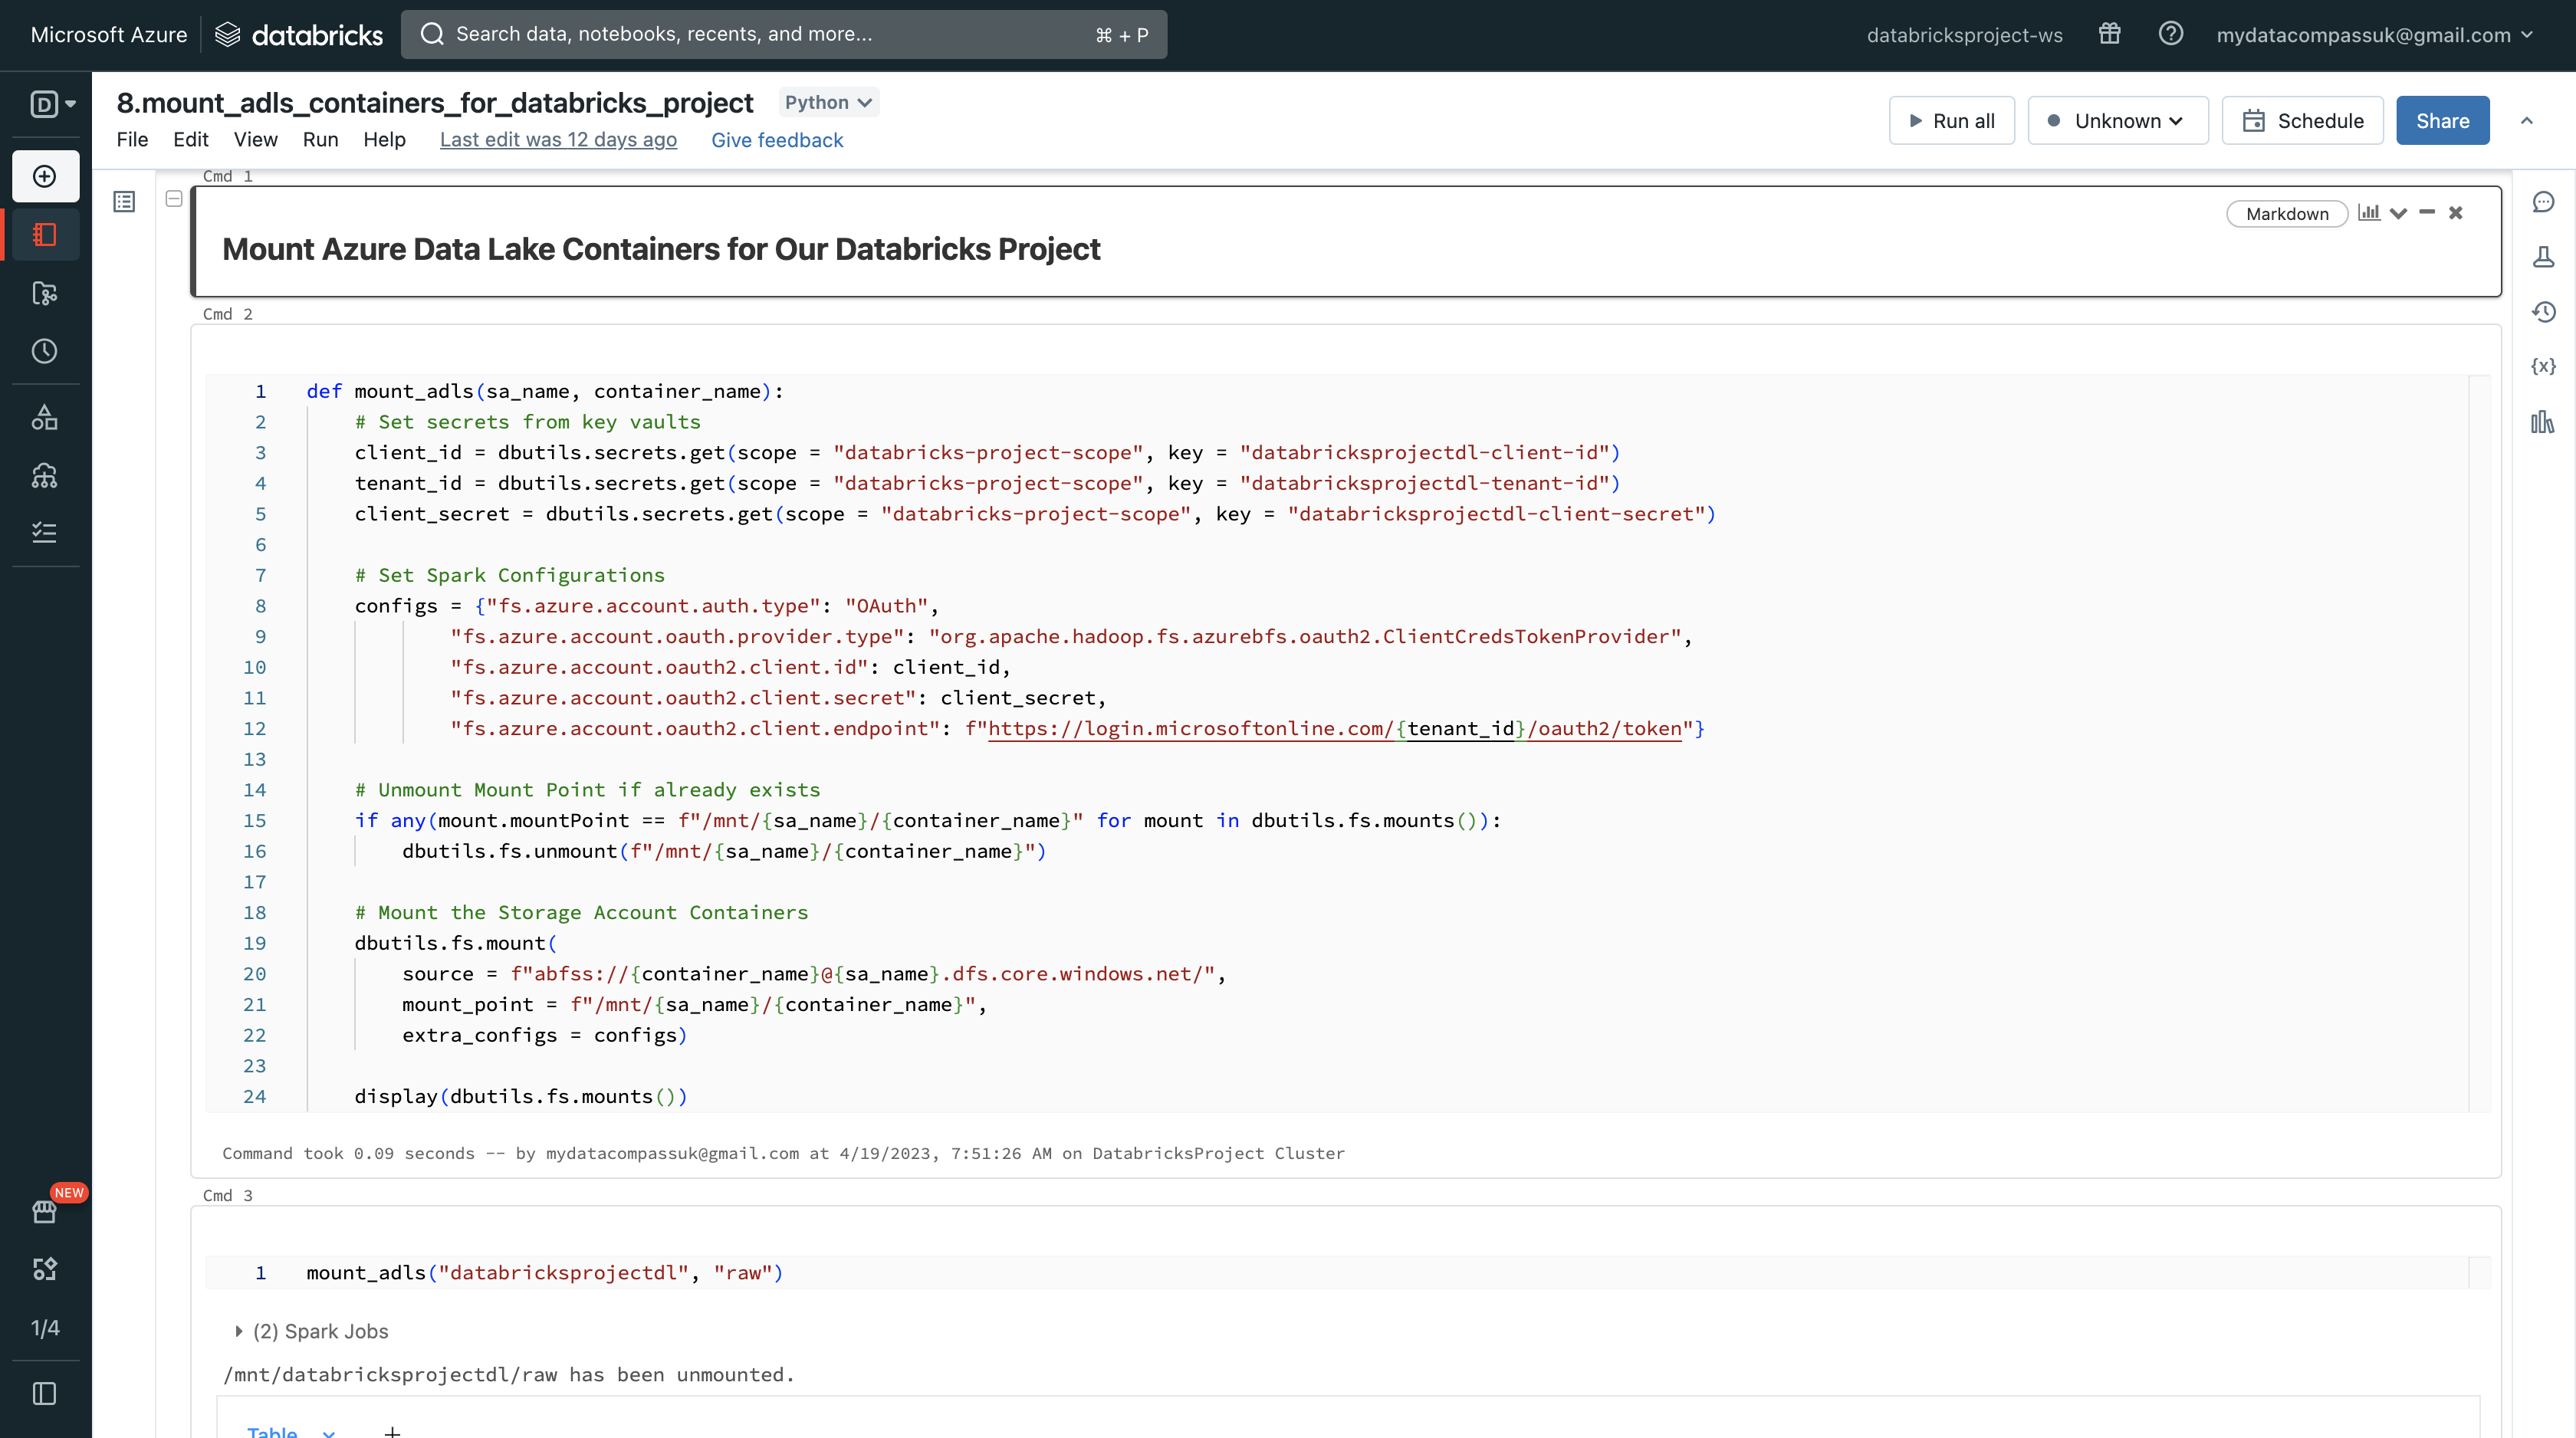 Microsoft Azure databricks Search data, notebooks, recents, and more... ⌘ + P databricksproject-ws mydatacompassuk@gmail.com
D 8.mount_adls_containers_for_databricks_project Python
File Edit View Run Help Last edit was 12 days ago Give feedback Run all Unknown Schedule Share
Cmd 1
Markdown
Mount Azure Data Lake Containers for Our Databricks Project
{x}
Cmd 2
1 def mount_adls(sa_name, container_name):
2 # Set secrets from key vaults
3 client_id = dbutils.secrets.get(scope = "databricks-project-scope", key = "databricksprojectdl-client-id")
4 tenant_id = dbutils.secrets.get(scope = "databricks-project-scope", key = "databricksprojectdl-tenant-id")
5 client_secret = dbutils.secrets.get(scope = "databricks-project-scope", key = "databricksprojectdl-client-secret")
6
7 # Set Spark Configurations
8 configs = {"fs.azure.account.auth.type": "OAuth",
9 "fs.azure.account.oauth.provider.type": "org.apache.hadoop.fs.azurebfs.oauth2.ClientCredsTokenProvider",
10 "fs.azure.account.oauth2.client.id": client_id,
11 "fs.azure.account.oauth2.client.secret": client_secret,
12 "fs.azure.account.oauth2.client.endpoint": f"https://login.microsoftonline.com/{tenant_id}/oauth2/token"}
13
14 # Unmount Mount Point if already exists
15 if any(mount.mountPoint == f"/mnt/{sa_name}/{container_name}" for mount in dbutils.fs.mounts()):
16 dbutils.fs.unmount(f"/mnt/{sa_name}/{container_name}")
17
18 # Mount the Storage Account Containers
19 dbutils.fs.mount(
20 source = f"abfss://{container_name}@{sa_name}.dfs.core.windows.net/",
21 mount_point = f"/mnt/{sa_name}/{container_name}",
22 extra_configs = configs)
23
24 display(dbutils.fs.mounts())
Command took 0.09 seconds -- by mydatacompassuk@gmail.com at 4/19/2023, 7:51:26 AM on DatabricksProject Cluster
NEW
Cmd 3
1 mount_adls("databricksprojectdl", "raw")
1/4
(2) Spark Jobs
/mnt/databricksprojectdl/raw has been unmounted.
Table +